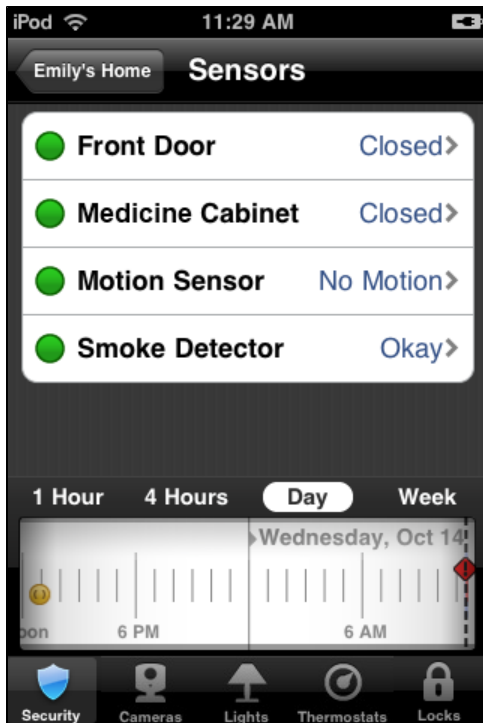 iPod 11:29 AM
Emily's Home Sensors
Front Door Closed
Medicine Cabinet Closed
Motion Sensor No Motion
Smoke Detector Okay
1 Hour 4 Hours Day Week
Wednesday, Oct 14
oon 6 PM 6 AM
Security Cameras Lights Thermostats Locks